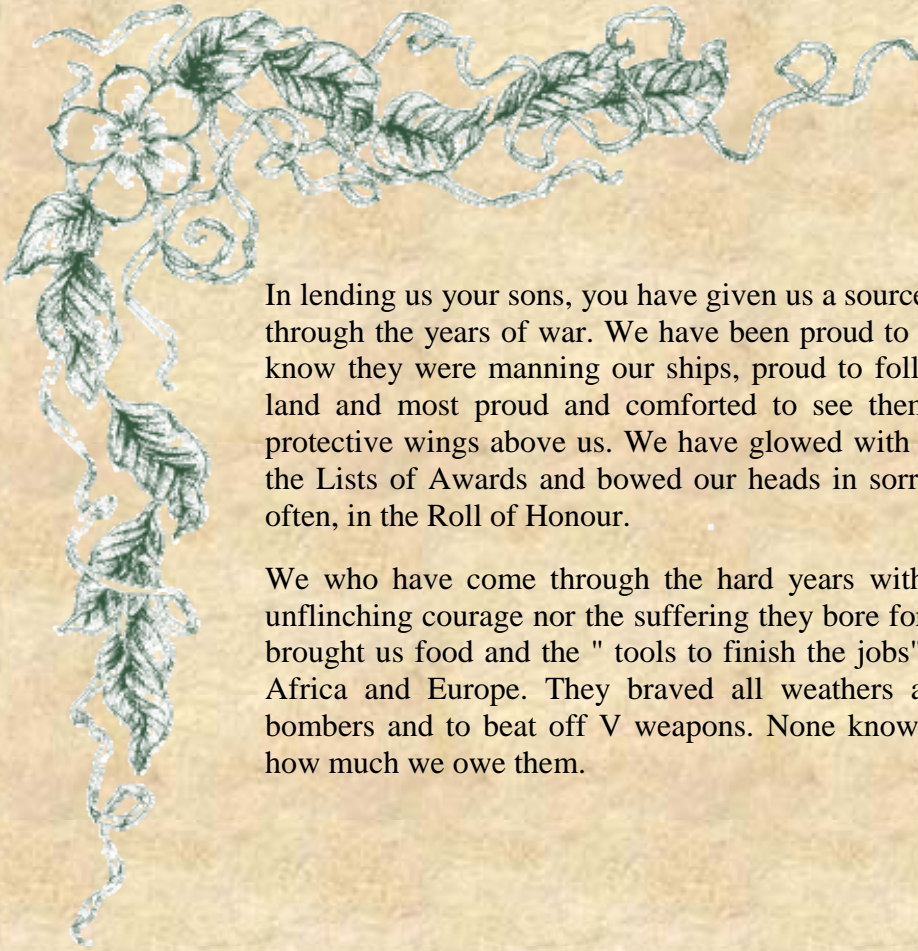 In lending us your sons, you have given us a source
through the years of war. We have been proud to
know they were manning our ships, proud to foll
land and most proud and comforted to see then
protective wings above us. We have glowed with
the Lists of Awards and bowed our heads in sorr
often, in the Roll of Honour.
We who have come through the hard years with
unflinching courage nor the suffering they bore for
brought us food and the " tools to finish the jobs"
Africa and Europe. They braved all weathers a
bombers and to beat off V weapons. None know
how much we owe them.